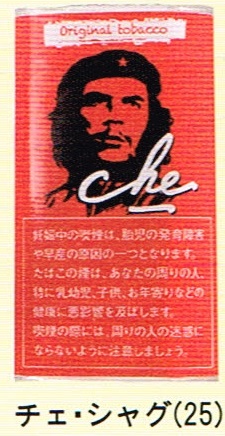 Original tobacco
che
妊娠中の喫煙は、胎児の発育障害
や早産の原因の一つとなります。
たばこの煙は、あなたの周りの人、
特に乳幼児、子供、お年寄りなどの
健康に悪影響を及ぼします。
喫煙の際には、周りの人の迷惑に
ならないように注意しましょう。
チェ・シャグ(25)